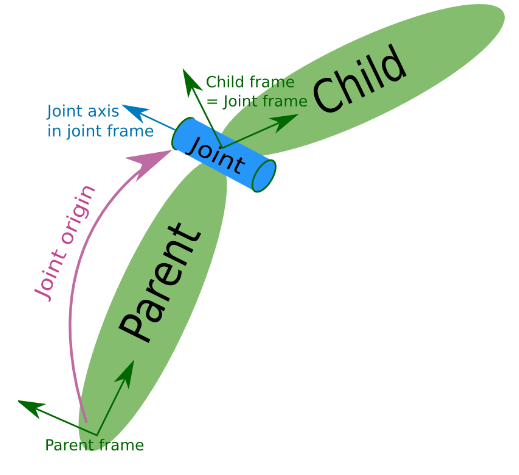 Child
Child frame
= Joint frame
Joint axis
in joint frame
Joint
Joint origin
Parent
Parent frame